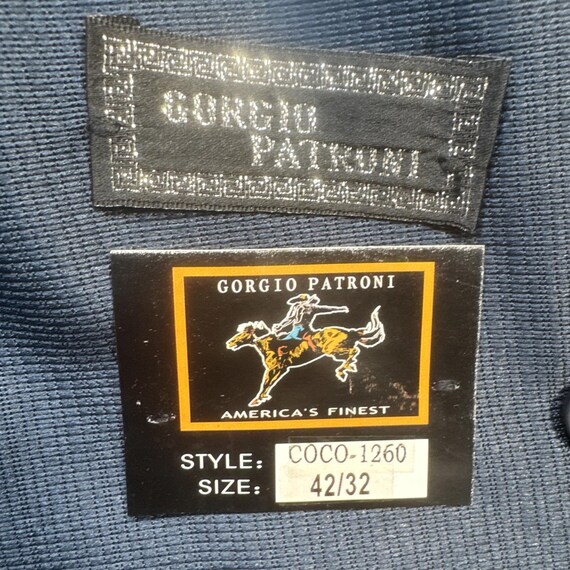 GORGIO
PATRONI
GORGIO PATRONI
AMERICA'S FINEST
STYLE: COCO-1260
SIZE: 42/32